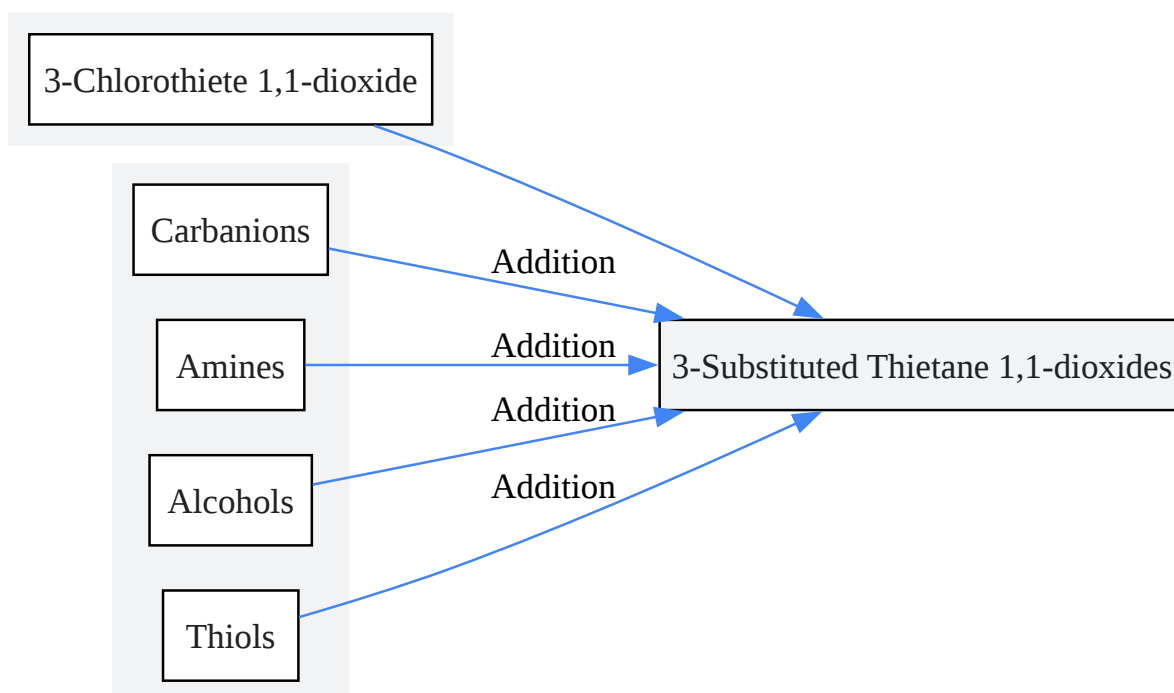 3-Chlorothiete 1,1-dioxide
Carbanions
Addition
Amines
Addition
3-Substituted Thietane 1,1-dioxides
Addition
Alcohols
Addition
Thiols